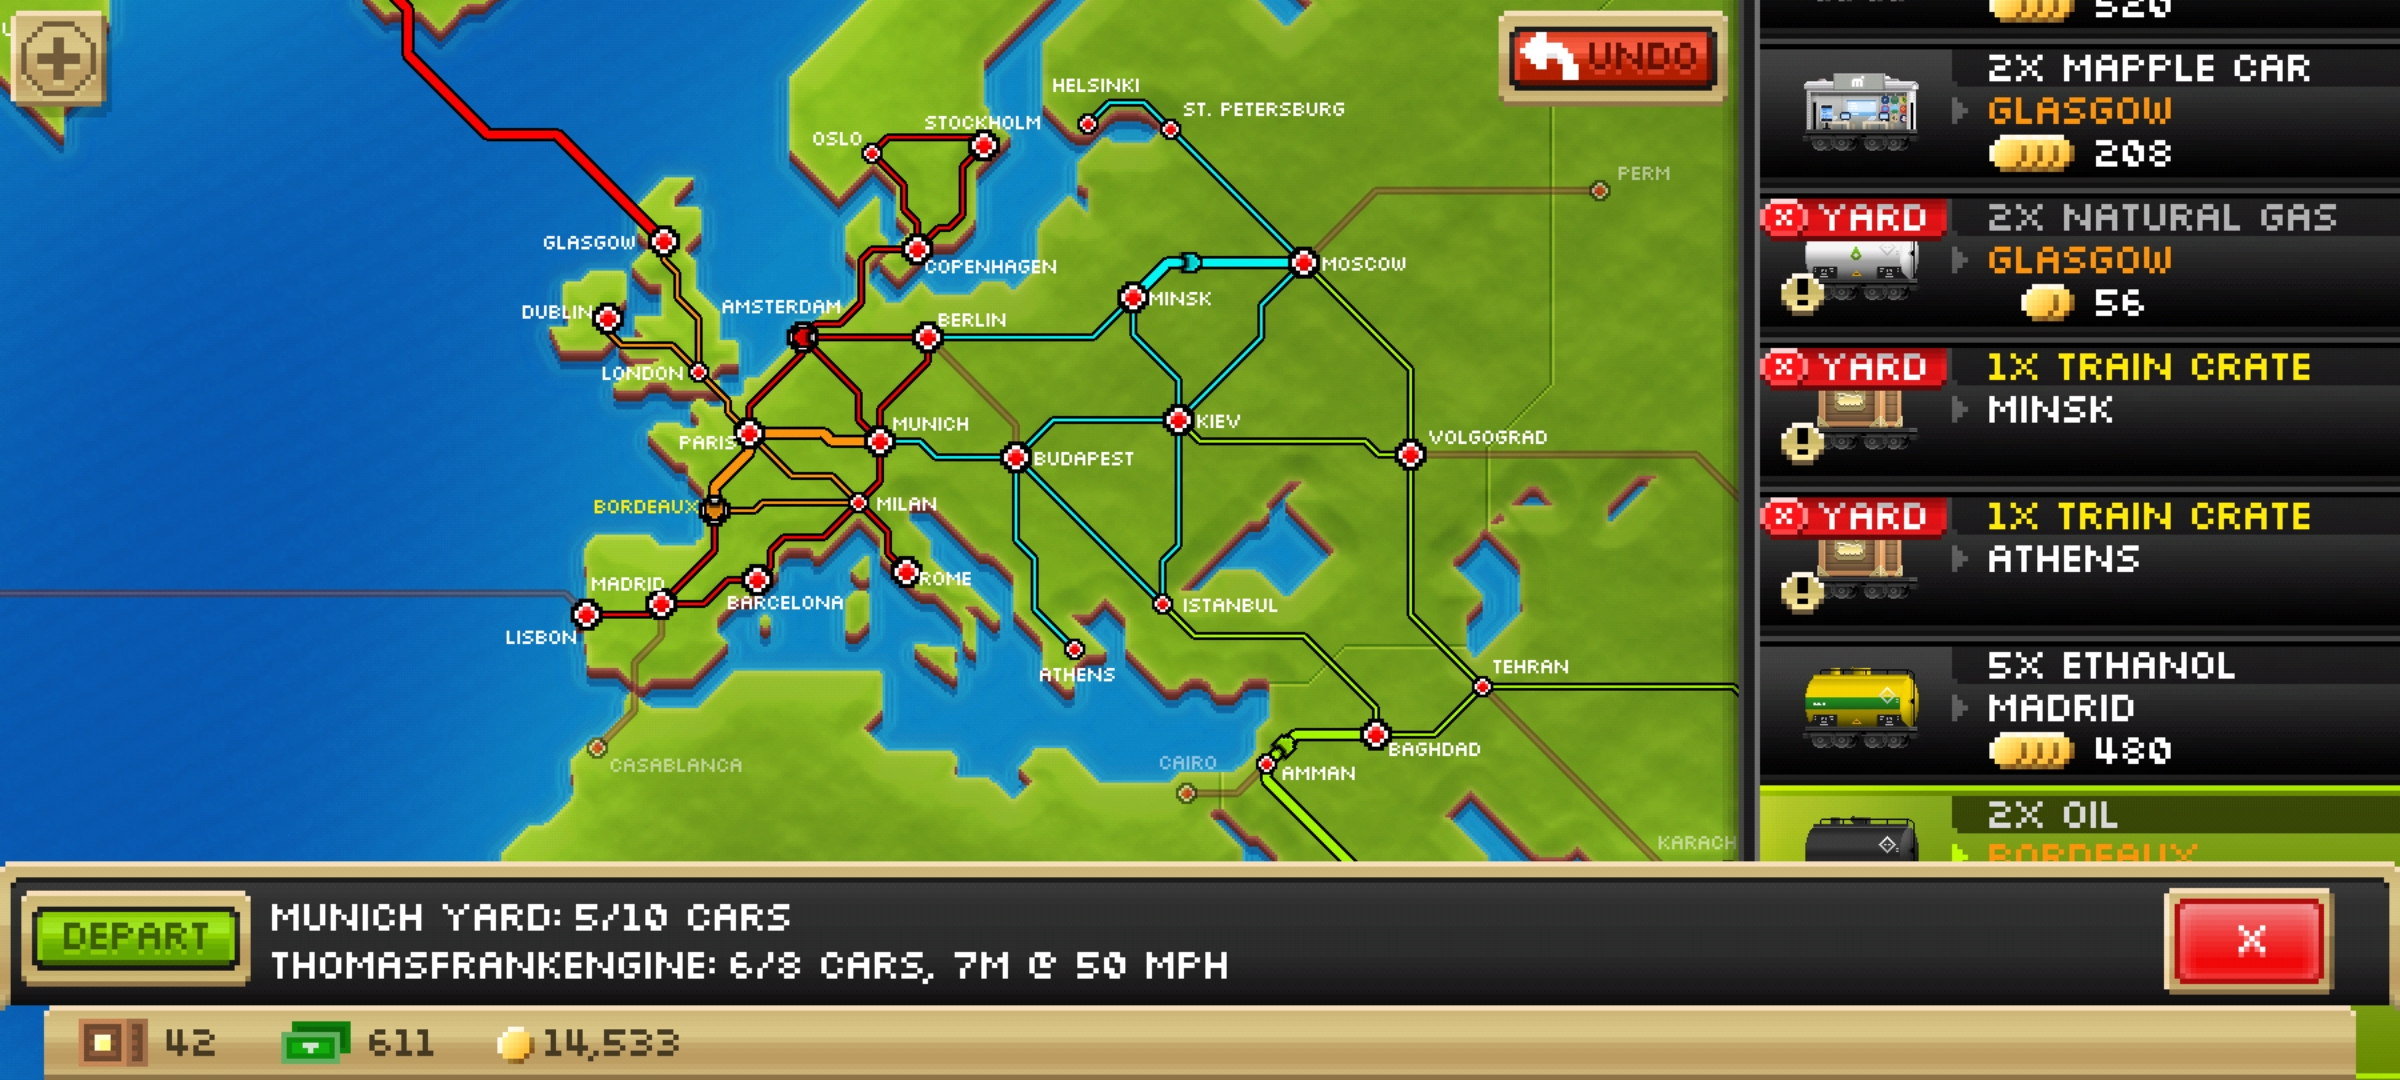 520
UNDO
2X MAPPLE CAR
GLASGOW
208
YARD
2X NATURAL GAS
GLASGOW
56
YARD
1X TRAIN CRATE
MINSK
YARD
1X TRAIN CRATE
ATHENS
5X ETHANOL
MADRID
480
2X OIL
BORDEAUX
HELSINKI
ST. PETERSBURG
STOCKHOLM
OSLO
PERM
GLASGOW
COPENHAGEN
MOSCOW
MINSK
DUBLIN
AMSTERDAM
BERLIN
LONDON
PARIS
MUNICH
KIEV
VOLGOGRAD
BUDAPEST
BORDEAUX
MILAN
MADRID
ROME
BARCELONA
ISTANBUL
LISBON
ATHENS
TEHRAN
CASABLANCA
CAIRO
BAGHDAD
AMMAN
KARACH
DEPART
MUNICH YARD: 5/10 CARS
THOMASFRANKENGINE: 6/8 CARS, 7M @ 50 MPH
X
42
611
14,533